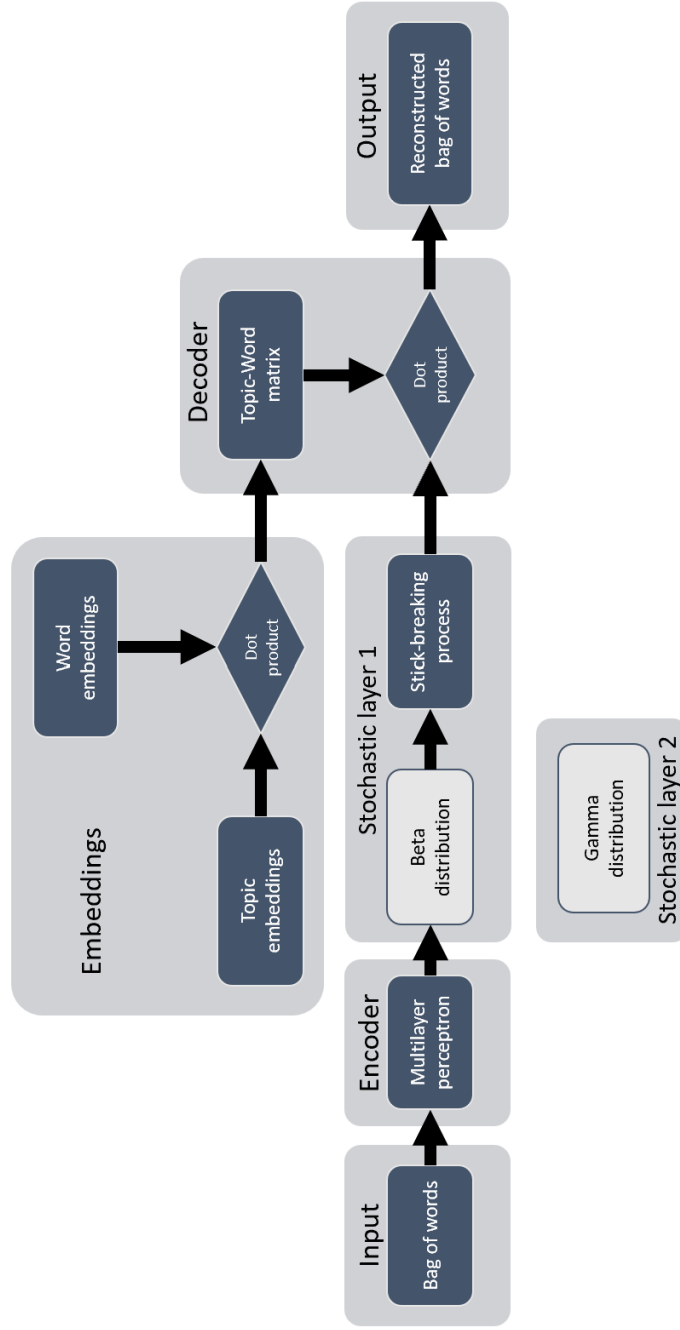 Embeddings
Word
embeddings
Topic
embeddings
Dot
product
Decoder
Topic-Word
matrix
Dot
product
Input
Bag of words
Encoder
Multilayer
perceptron
Stochastic layer 1
Beta
distribution
Stick-breaking
process
Output
Reconstructed
bag of words
Gamma
distribution
Stochastic layer 2